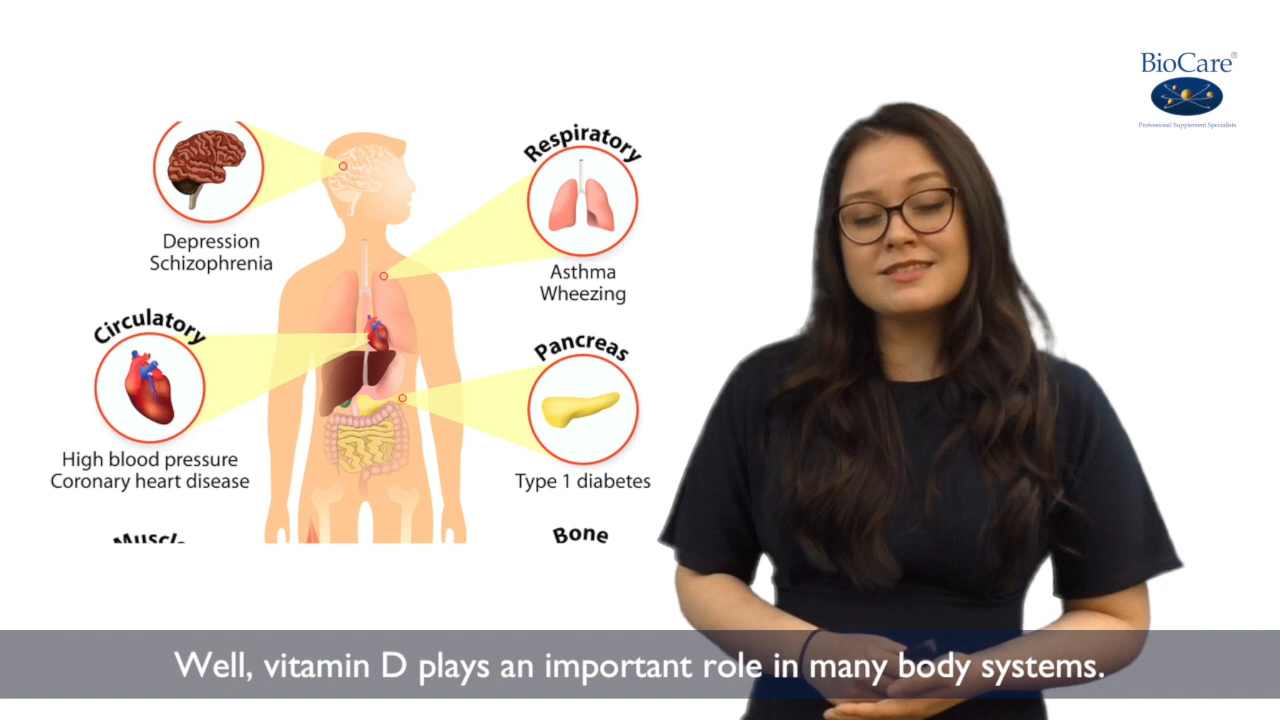 BioCare®
Professional Supplement Specialists
Depression
Schizophrenia
Respiratory
Asthma
Wheezing
Circulatory
High blood pressure
Coronary heart disease
Pancreas
Type 1 diabetes
Muscle
Bone
Well, vitamin D plays an important role in many body systems.